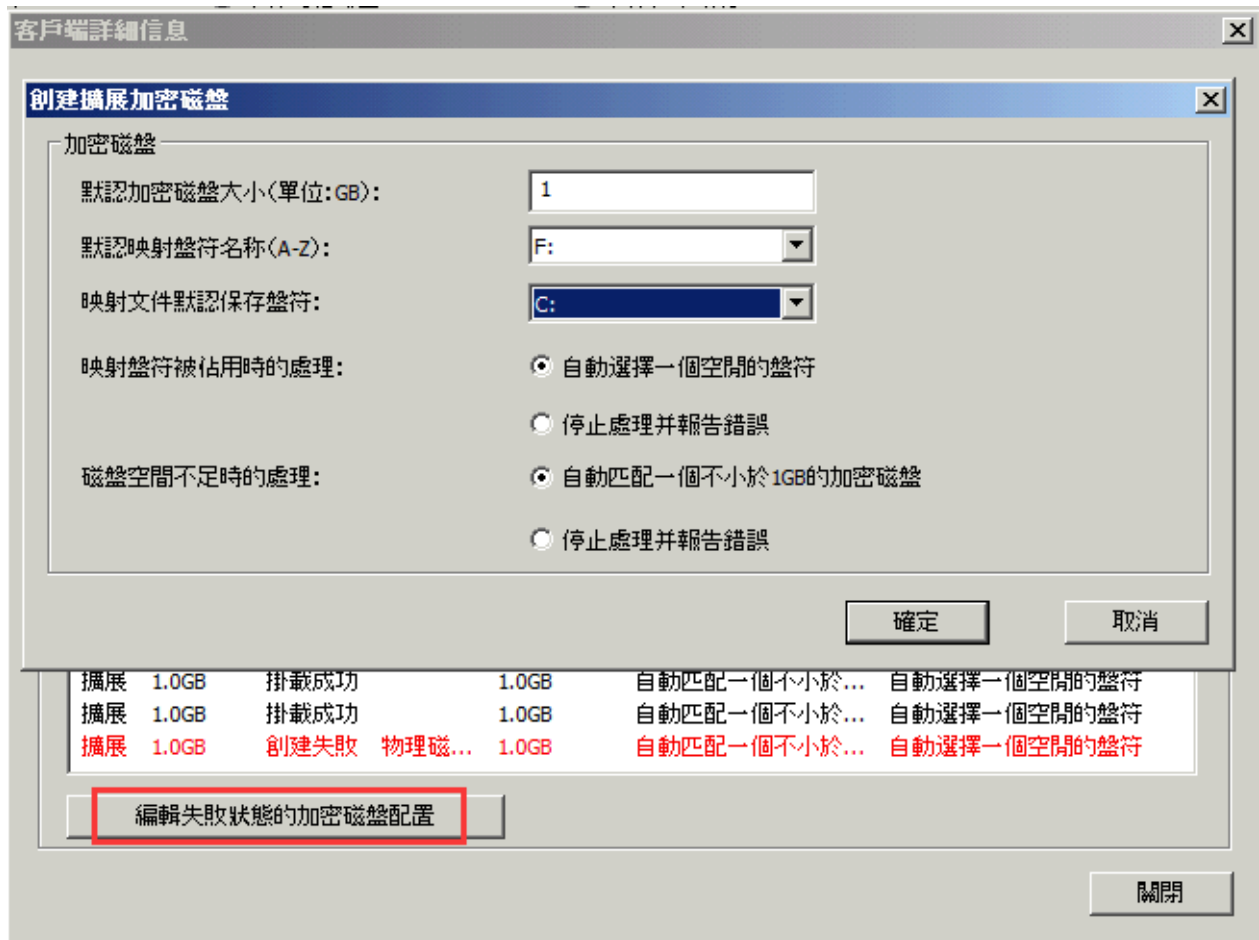 客戶端詳細信息
創建擴展加密磁盤
加密磁盤
默認加密磁盤大小(單位:GB): 1
默認映射盤符名称(A-Z): F:
映射文件默認保存盤符: C:
映射盤符被佔用時的處理: 自動選擇一個空閒的盤符
停止處理并報告錯誤
磁盤空間不足時的處理: 自動匹配一個不小於1GB的加密磁盤
停止處理并報告錯誤
確定 取消
擴展 1.0GB 掛載成功 1.0GB 自動匹配一個不小於... 自動選擇一個空閒的盤符
擴展 1.0GB 掛載成功 1.0GB 自動匹配一個不小於... 自動選擇一個空閒的盤符
擴展 1.0GB 創建失敗 物理磁... 1.0GB 自動匹配一個不小於... 自動選擇一個空閒的盤符
編輯失敗狀態的加密磁盤配置
關閉